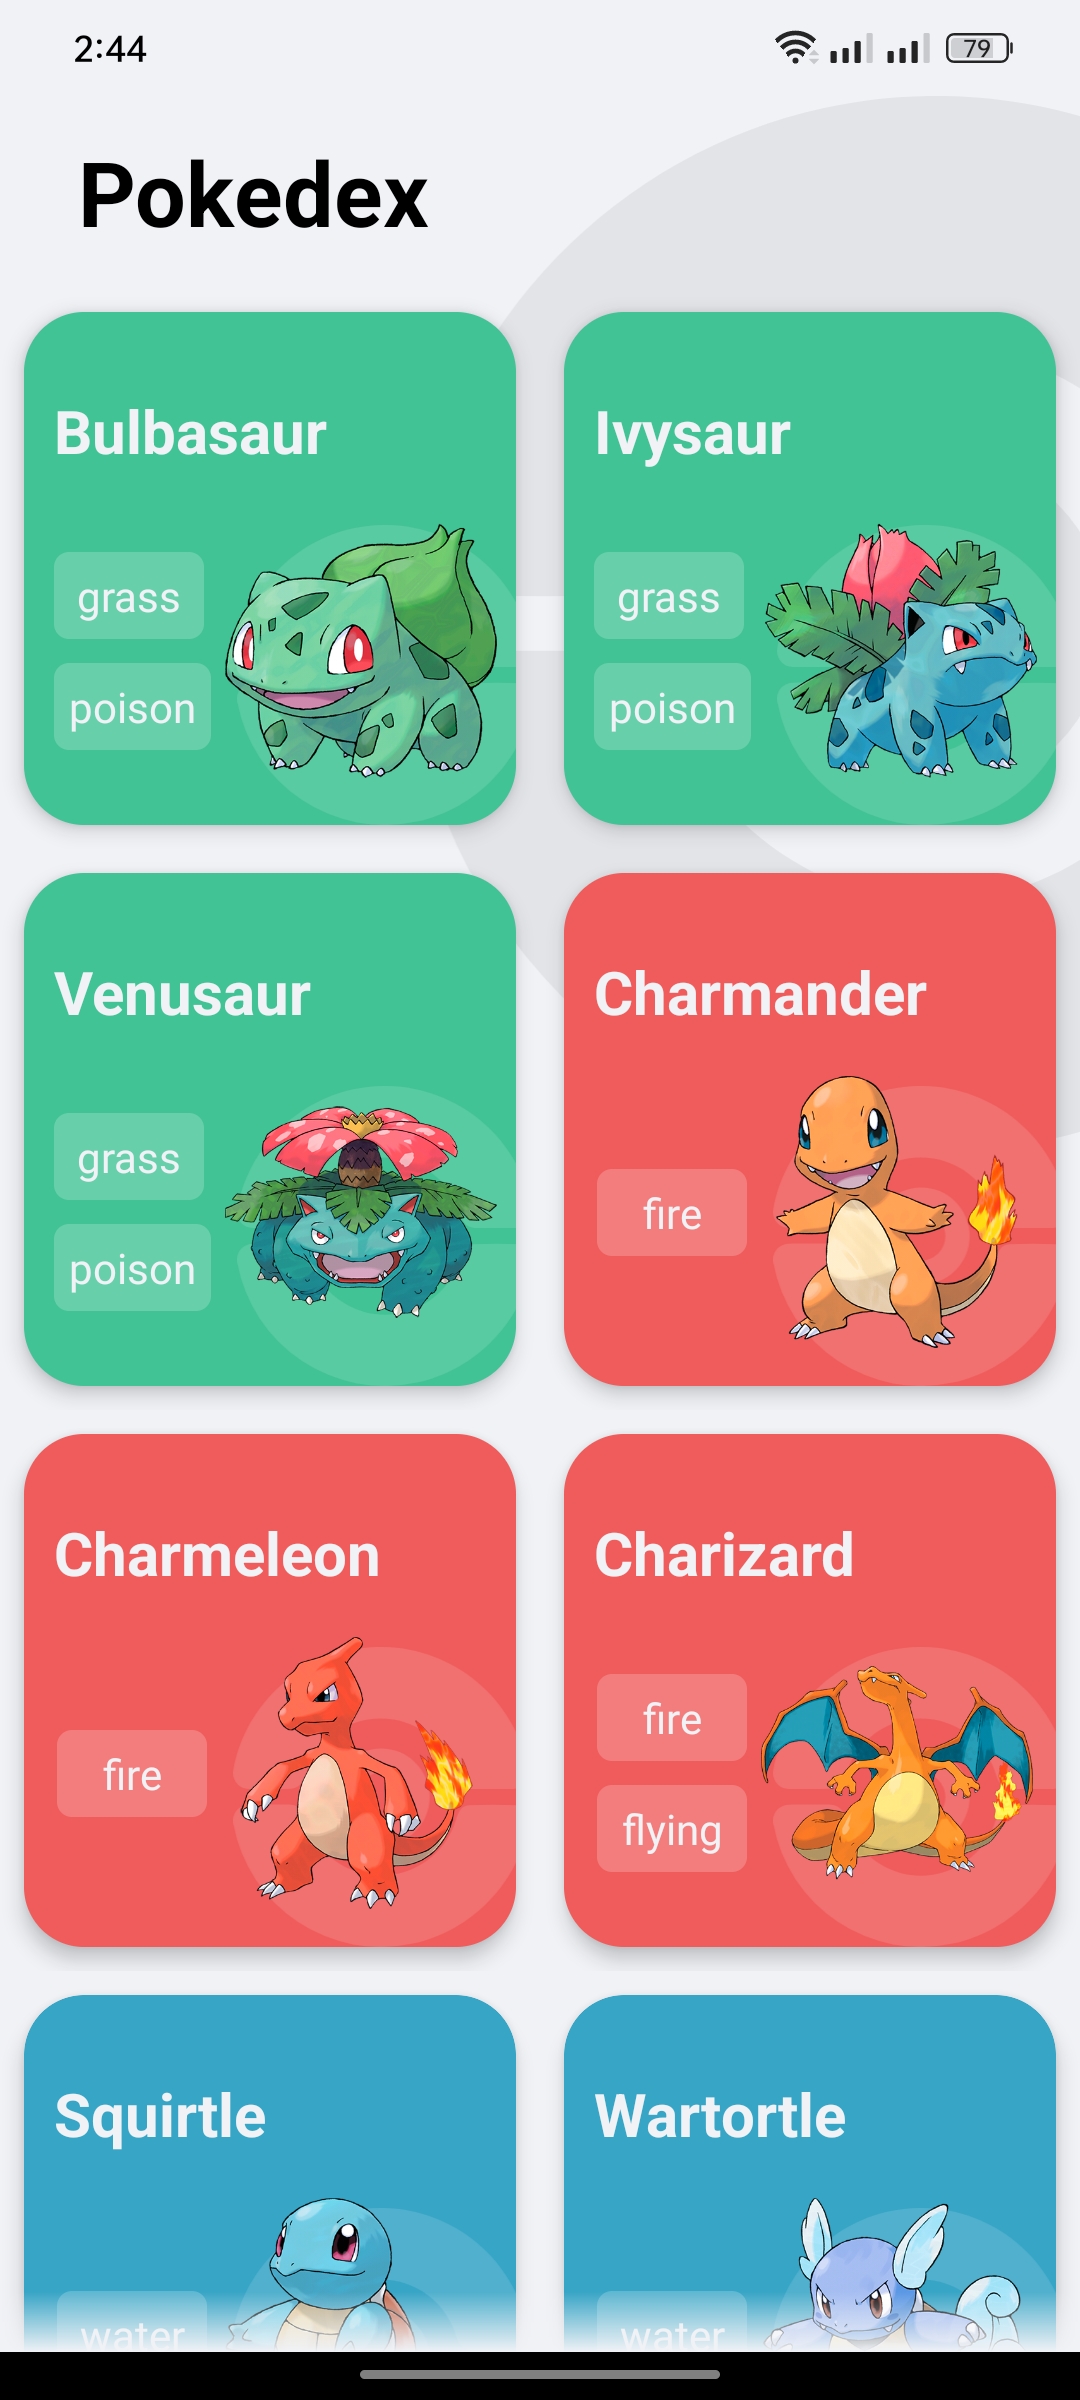 2:44
79
Pokedex
Bulbasaur
grass
poison
Ivysaur
grass
poison
Venusaur
grass
poison
Charmander
fire
Charmeleon
fire
Charizard
fire
flying
Squirtle
water
Wartortle
water